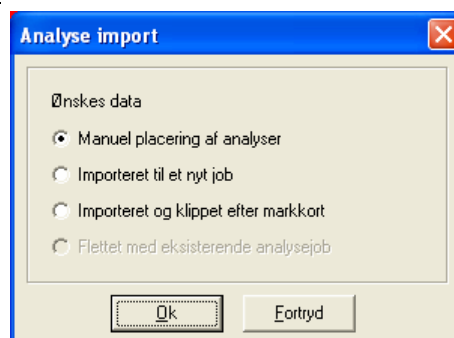 Analyse import
Ønskes data
Manuel placering af analyser
Importeret til et nyt job
Importeret og klippet efter markkort
Flettet med eksisterende analysejob
Ok
Fortryd